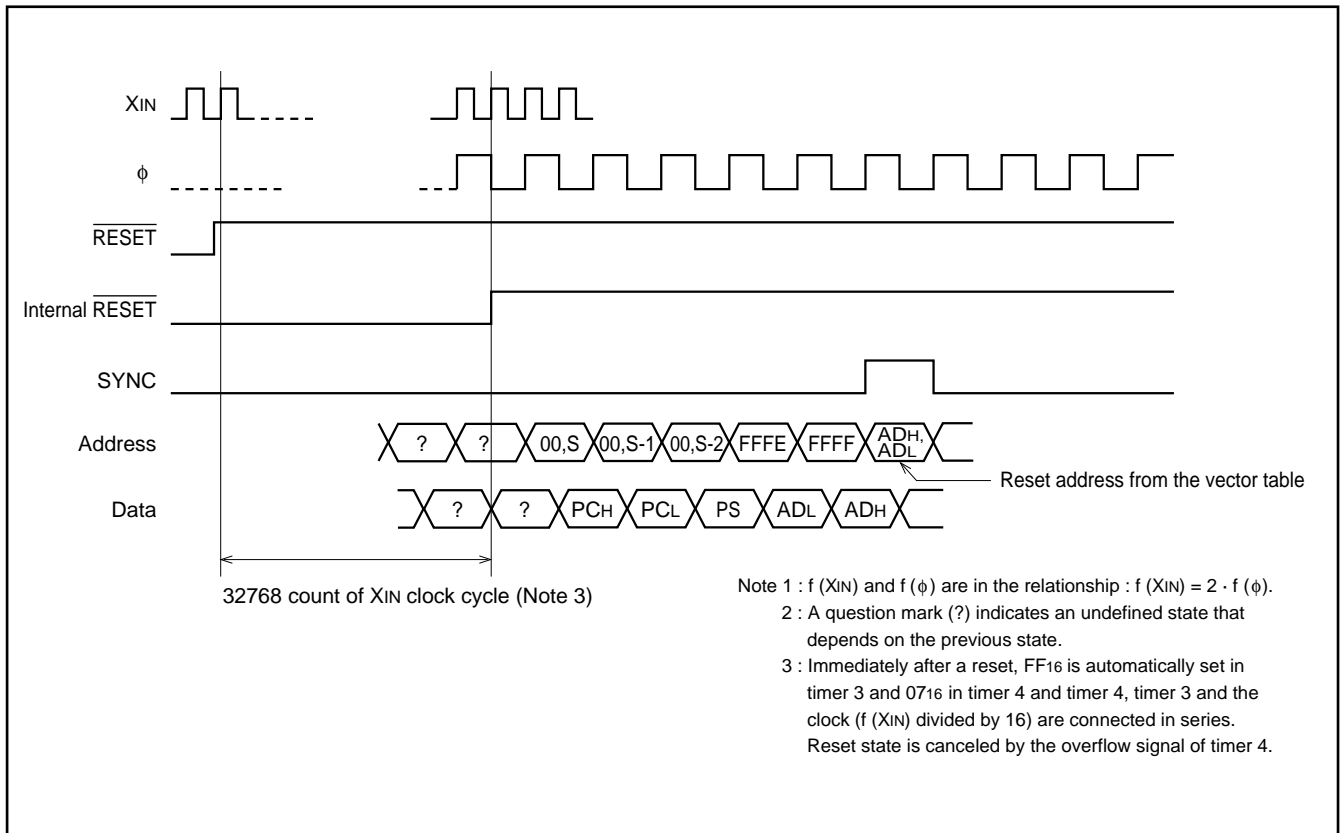 XIN
ϕ
RESET
Internal RESET
SYNC
Address
? ? 00,S 00,S-1 00,S-2 FFFE FFFF ADH,
ADL
Reset address from the vector table
Data
? ? PCH PCL PS ADL ADH
32768 count of XIN clock cycle (Note 3)
Note 1 : f (XIN) and f (ϕ) are in the relationship : f (XIN) = 2 · f (ϕ).
2 : A question mark (?) indicates an undefined state that
depends on the previous state.
3 : Immediately after a reset, FF16 is automatically set in
timer 3 and 0716 in timer 4 and timer 4, timer 3 and the
clock (f (XIN) divided by 16) are connected in series.
Reset state is canceled by the overflow signal of timer 4.